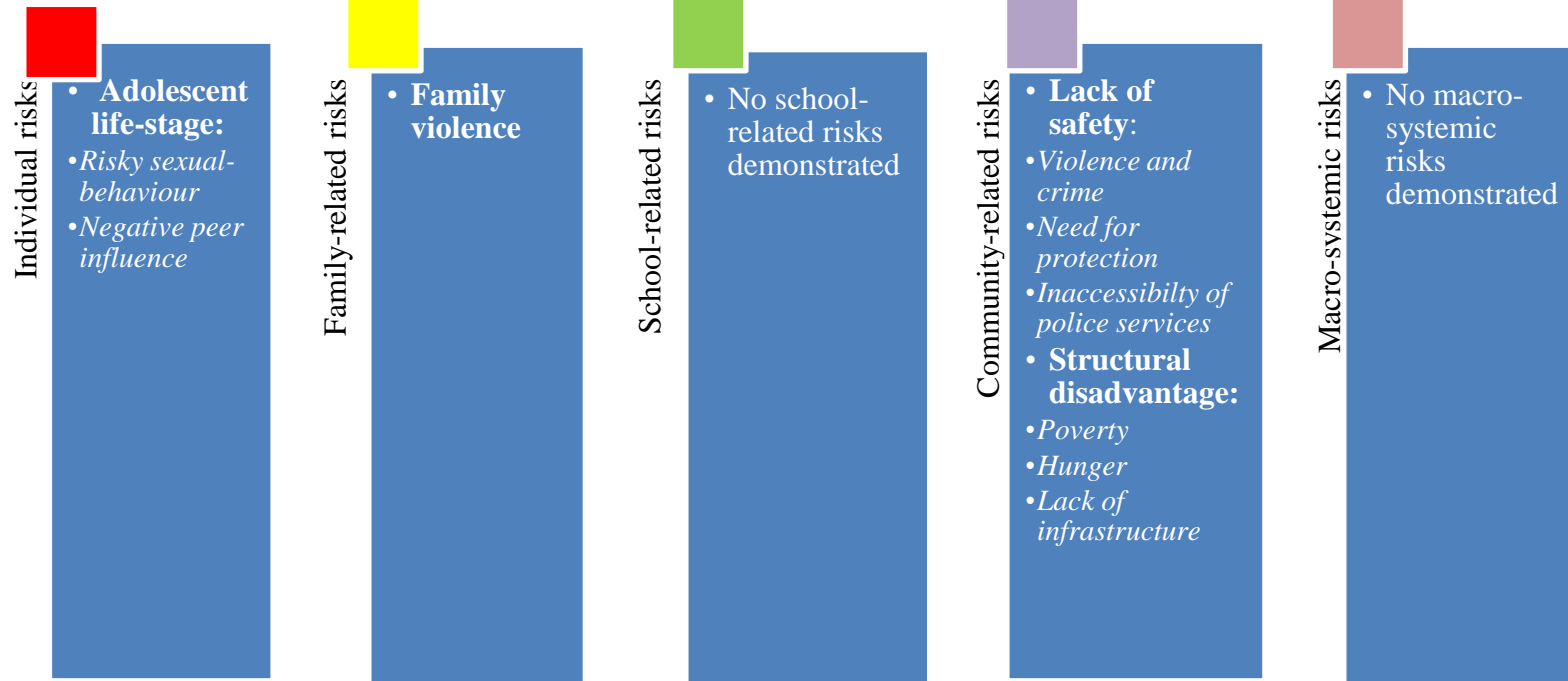 Individual risks
• Adolescent
life-stage:
•Risky sexual-
behaviour
•Negative peer
influence
Family-related risks
• Family
violence
School-related risks
• No school-
related risks
demonstrated
Community-related risks
• Lack of
safety:
•Violence and
crime
•Need for
protection
•Inaccessibilty of
police services
• Structural
disadvantage:
•Poverty
•Hunger
•Lack of
infrastructure
Macro-systemic risks
• No macro-
systemic
risks
demonstrated